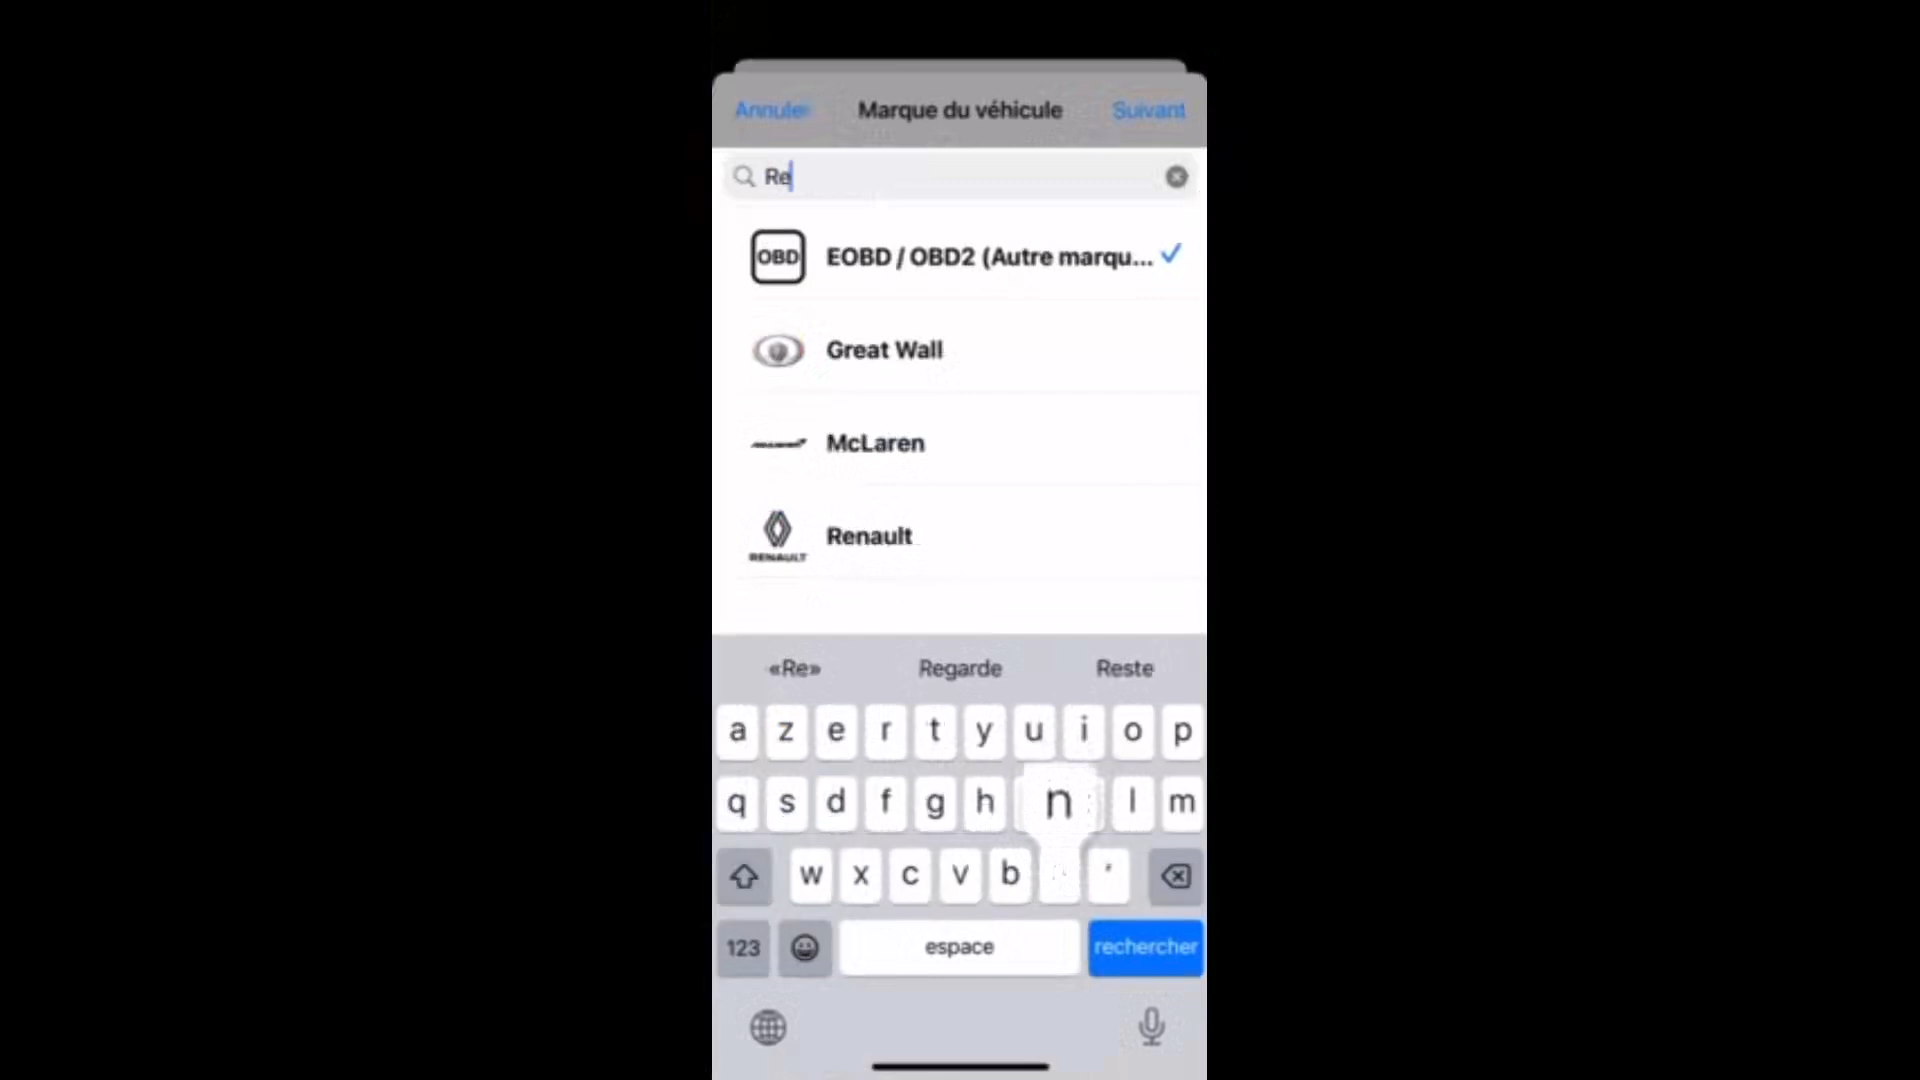 Annuler Marque du véhicule Suivant
Re
OBD EOBD / OBD2 (Autre marqu...
Great Wall
McLaren
RENAULT Renault
«Re» Regarde Reste
a z e r t y u i o p
q s d f g h n l m
w x c v b '
123 espace rechercher